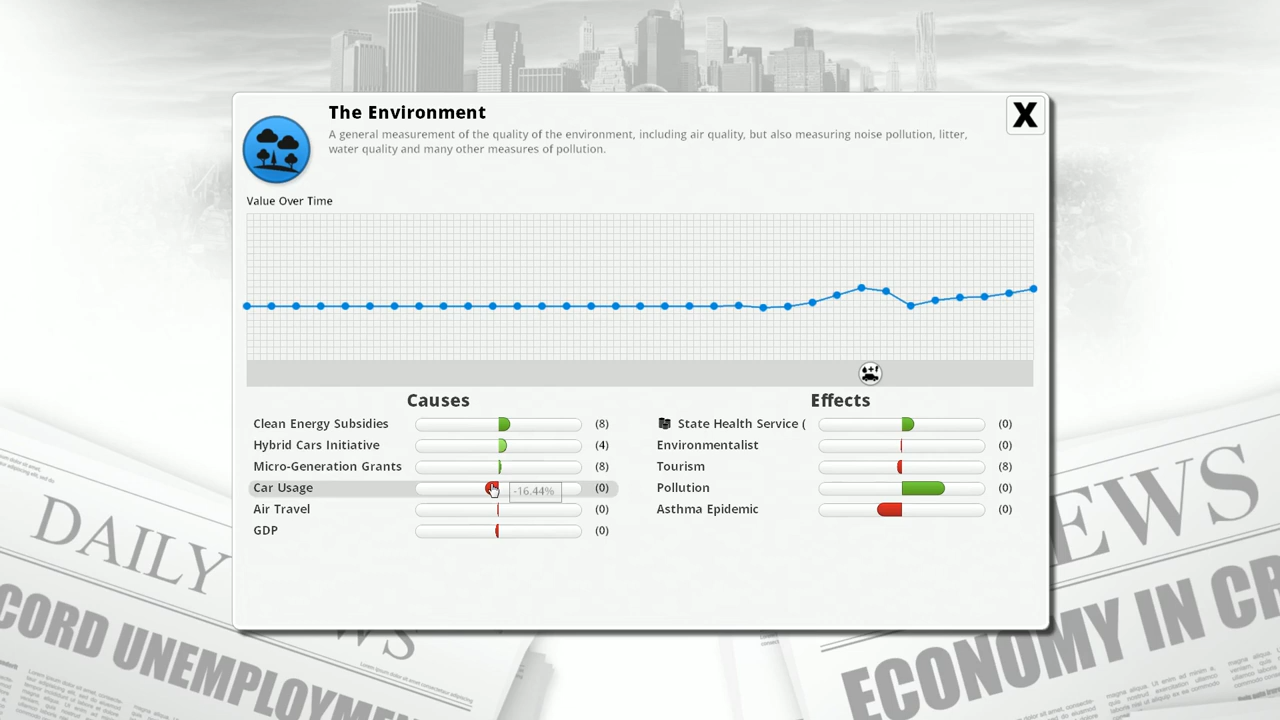 The Environment
X
A general measurement of the quality of the environment, including air quality, but also measuring noise pollution, litter,
water quality and many other measures of pollution.
Value Over Time
Causes
Clean Energy Subsidies (8)
Hybrid Cars Initiative (4)
Micro-Generation Grants (8)
Car Usage -16.44% (0)
Air Travel (0)
GDP (0)
Effects
State Health Service ( (0)
Environmentalist (0)
Tourism (8)
Pollution (0)
Asthma Epidemic (0)
DAILY
NEWS
CORD UNEMPLOYMEN
EWS
ECONOMY IN CR